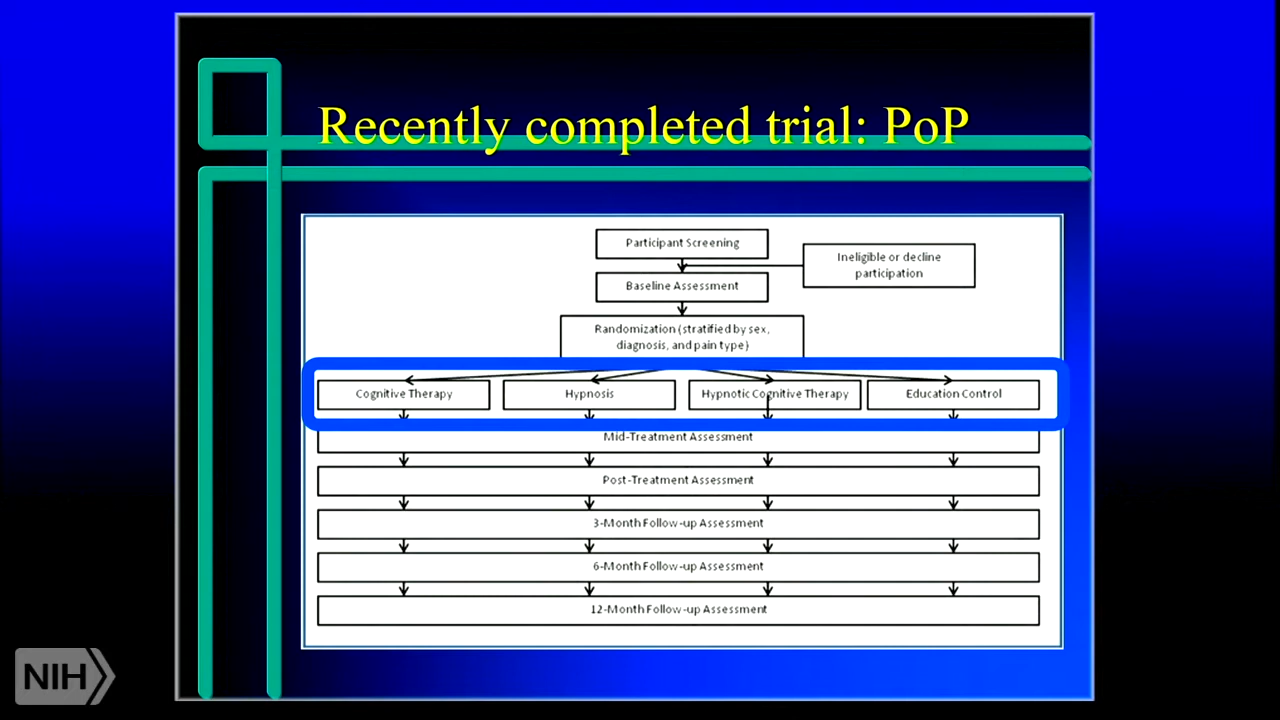 Recently completed trial: PoP
Participant Screening
Ineligible or decline
participation
Baseline Assessment
Randomization (stratified by sex,
diagnosis, and pain type)
Cognitive Therapy
Hypnosis
Hypnotic Cognitive Therapy
Education Control
Mid-Treatment Assessment
Post-Treatment Assessment
3-Month Follow-up Assessment
6-Month Follow-up Assessment
12-Month Follow-up Assessment
NIH